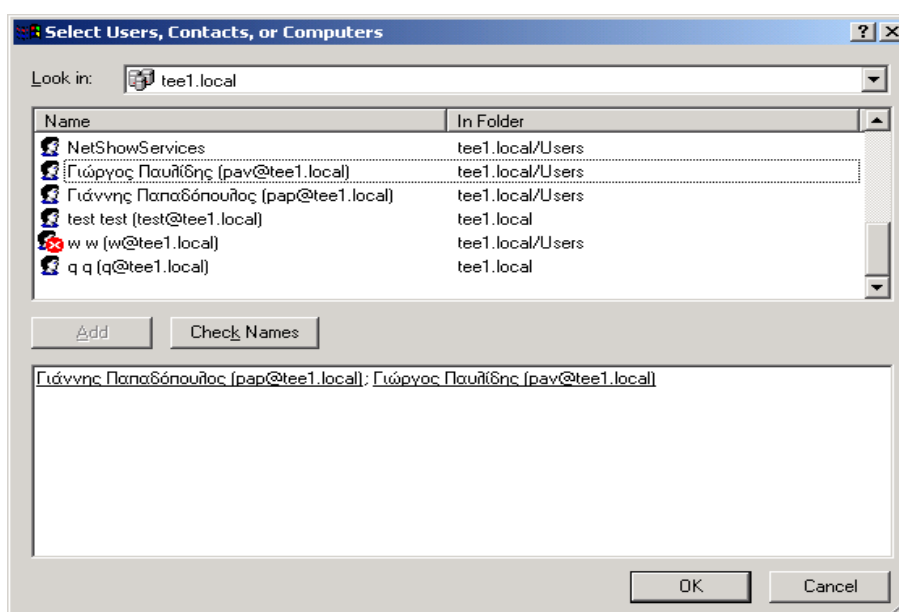 Select Users, Contacts, or Computers
Look in: tee1.local
Name In Folder
NetShowServices tee1.local/Users
Γιώργος Παυλίδης (pav@tee1.local) tee1.local/Users
Γιάννης Παπαδόπουλος (pap@tee1.local) tee1.local/Users
test test (test@tee1.local) tee1.local
w w (w@tee1.local) tee1.local/Users
q q (q@tee1.local) tee1.local
Add Check Names
Γιάννης Παπαδόπουλος (pap@tee1.local); Γιώργος Παυλίδης (pav@tee1.local)
OK Cancel